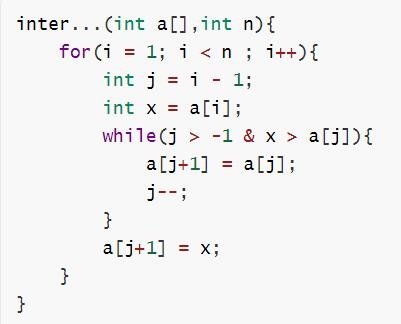 inter...(int a[],int n){
    for(i = 1; i < n ; i++){
        int j = i - 1;
        int x = a[i];
        while(j > -1 & x > a[j]){
            a[j+1] = a[j];
            j--;
        }
        a[j+1] = x;
    }
}